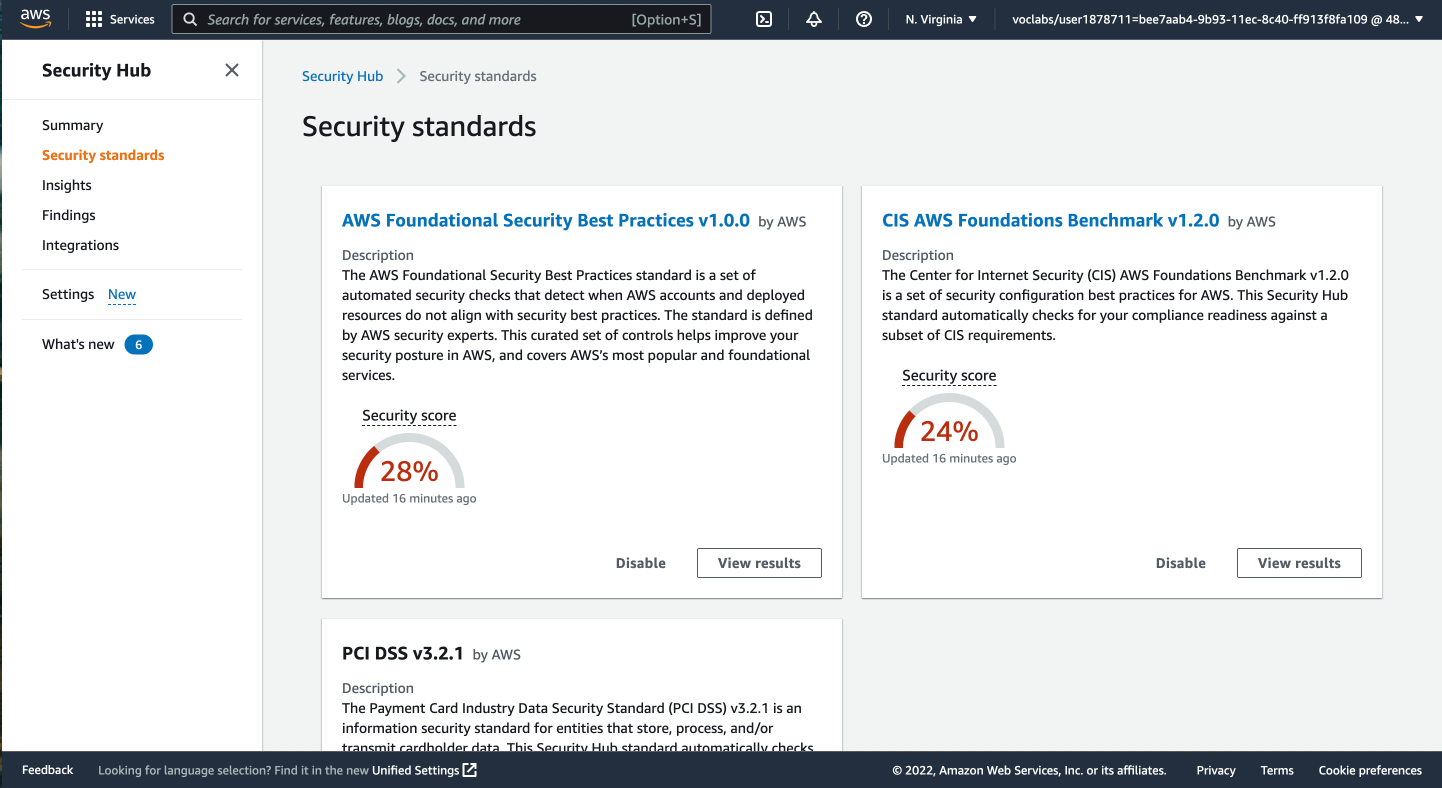 aws
Services
Search for services, features, blogs, docs, and more [Option+S]
N. Virginia
voclabs/user1878711=bee7aab4-9b93-11ec-8c40-ff913f8fa109 @ 48...
Security Hub
Summary
Security standards
Insights
Findings
Integrations
Settings New
What's new 6
Security Hub Security standards
Security standards
AWS Foundational Security Best Practices v1.0.0 by AWS
Description
The AWS Foundational Security Best Practices standard is a set of
automated security checks that detect when AWS accounts and deployed
resources do not align with security best practices. The standard is defined
by AWS security experts. This curated set of controls helps improve your
security posture in AWS, and covers AWS's most popular and foundational
services.
Security score
28%
Updated 16 minutes ago
Disable View results
CIS AWS Foundations Benchmark v1.2.0 by AWS
Description
The Center for Internet Security (CIS) AWS Foundations Benchmark v1.2.0
is a set of security configuration best practices for AWS. This Security Hub
standard automatically checks for your compliance readiness against a
subset of CIS requirements.
Security score
24%
Updated 16 minutes ago
Disable View results
PCI DSS v3.2.1 by AWS
Description
The Payment Card Industry Data Security Standard (PCI DSS) v3.2.1 is an
information security standard for entities that store, process, and/or
transmit cardholder data. This Security Hub standard automatically checks
Feedback Looking for language selection? Find it in the new Unified Settings
© 2022, Amazon Web Services, Inc. or its affiliates. Privacy Terms Cookie preferences